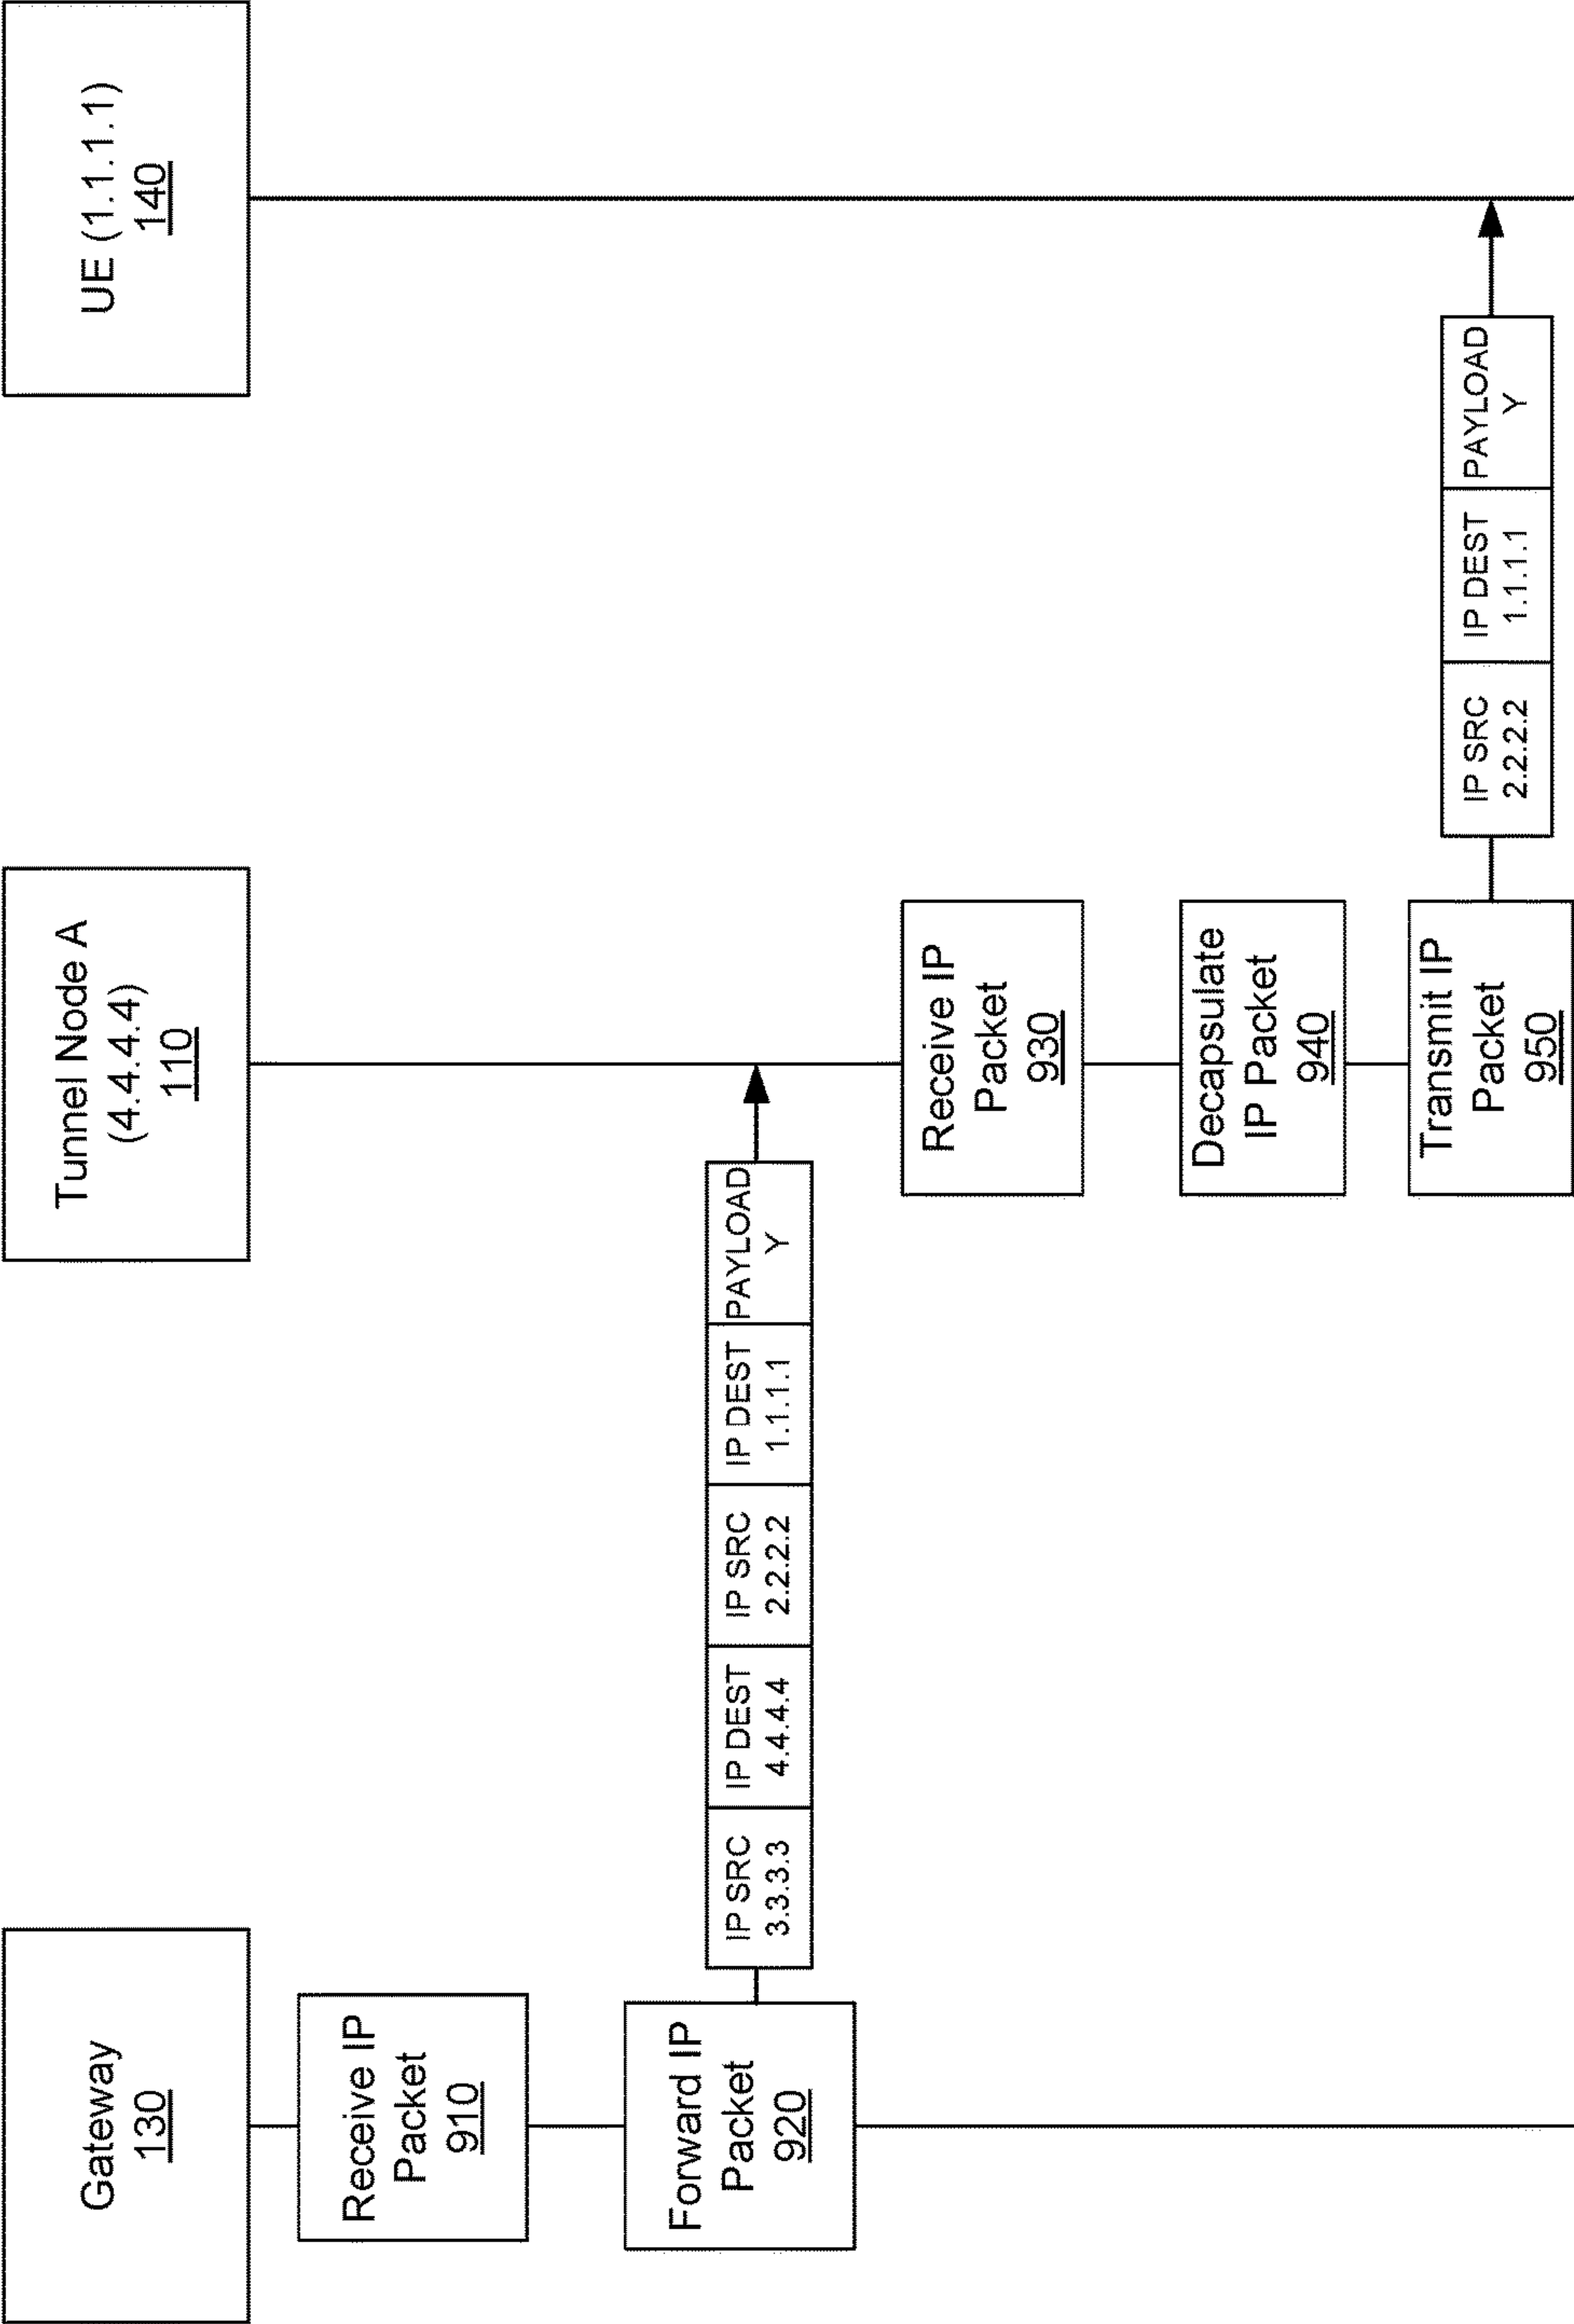 Gateway
130
Tunnel Node A
(4.4.4.4)
110
UE (1.1.1.1)
140
Receive IP
Packet
910
Forward IP
Packet
920
IP SRC
3.3.3.3
IP DEST
4.4.4.4
IP SRC
2.2.2.2
IP DEST
1.1.1.1
PAYLOAD
Y
Receive IP
Packet
930
Decapsulate
IP Packet
940
Transmit IP
Packet
950
IP SRC
2.2.2.2
IP DEST
1.1.1.1
PAYLOAD
Y